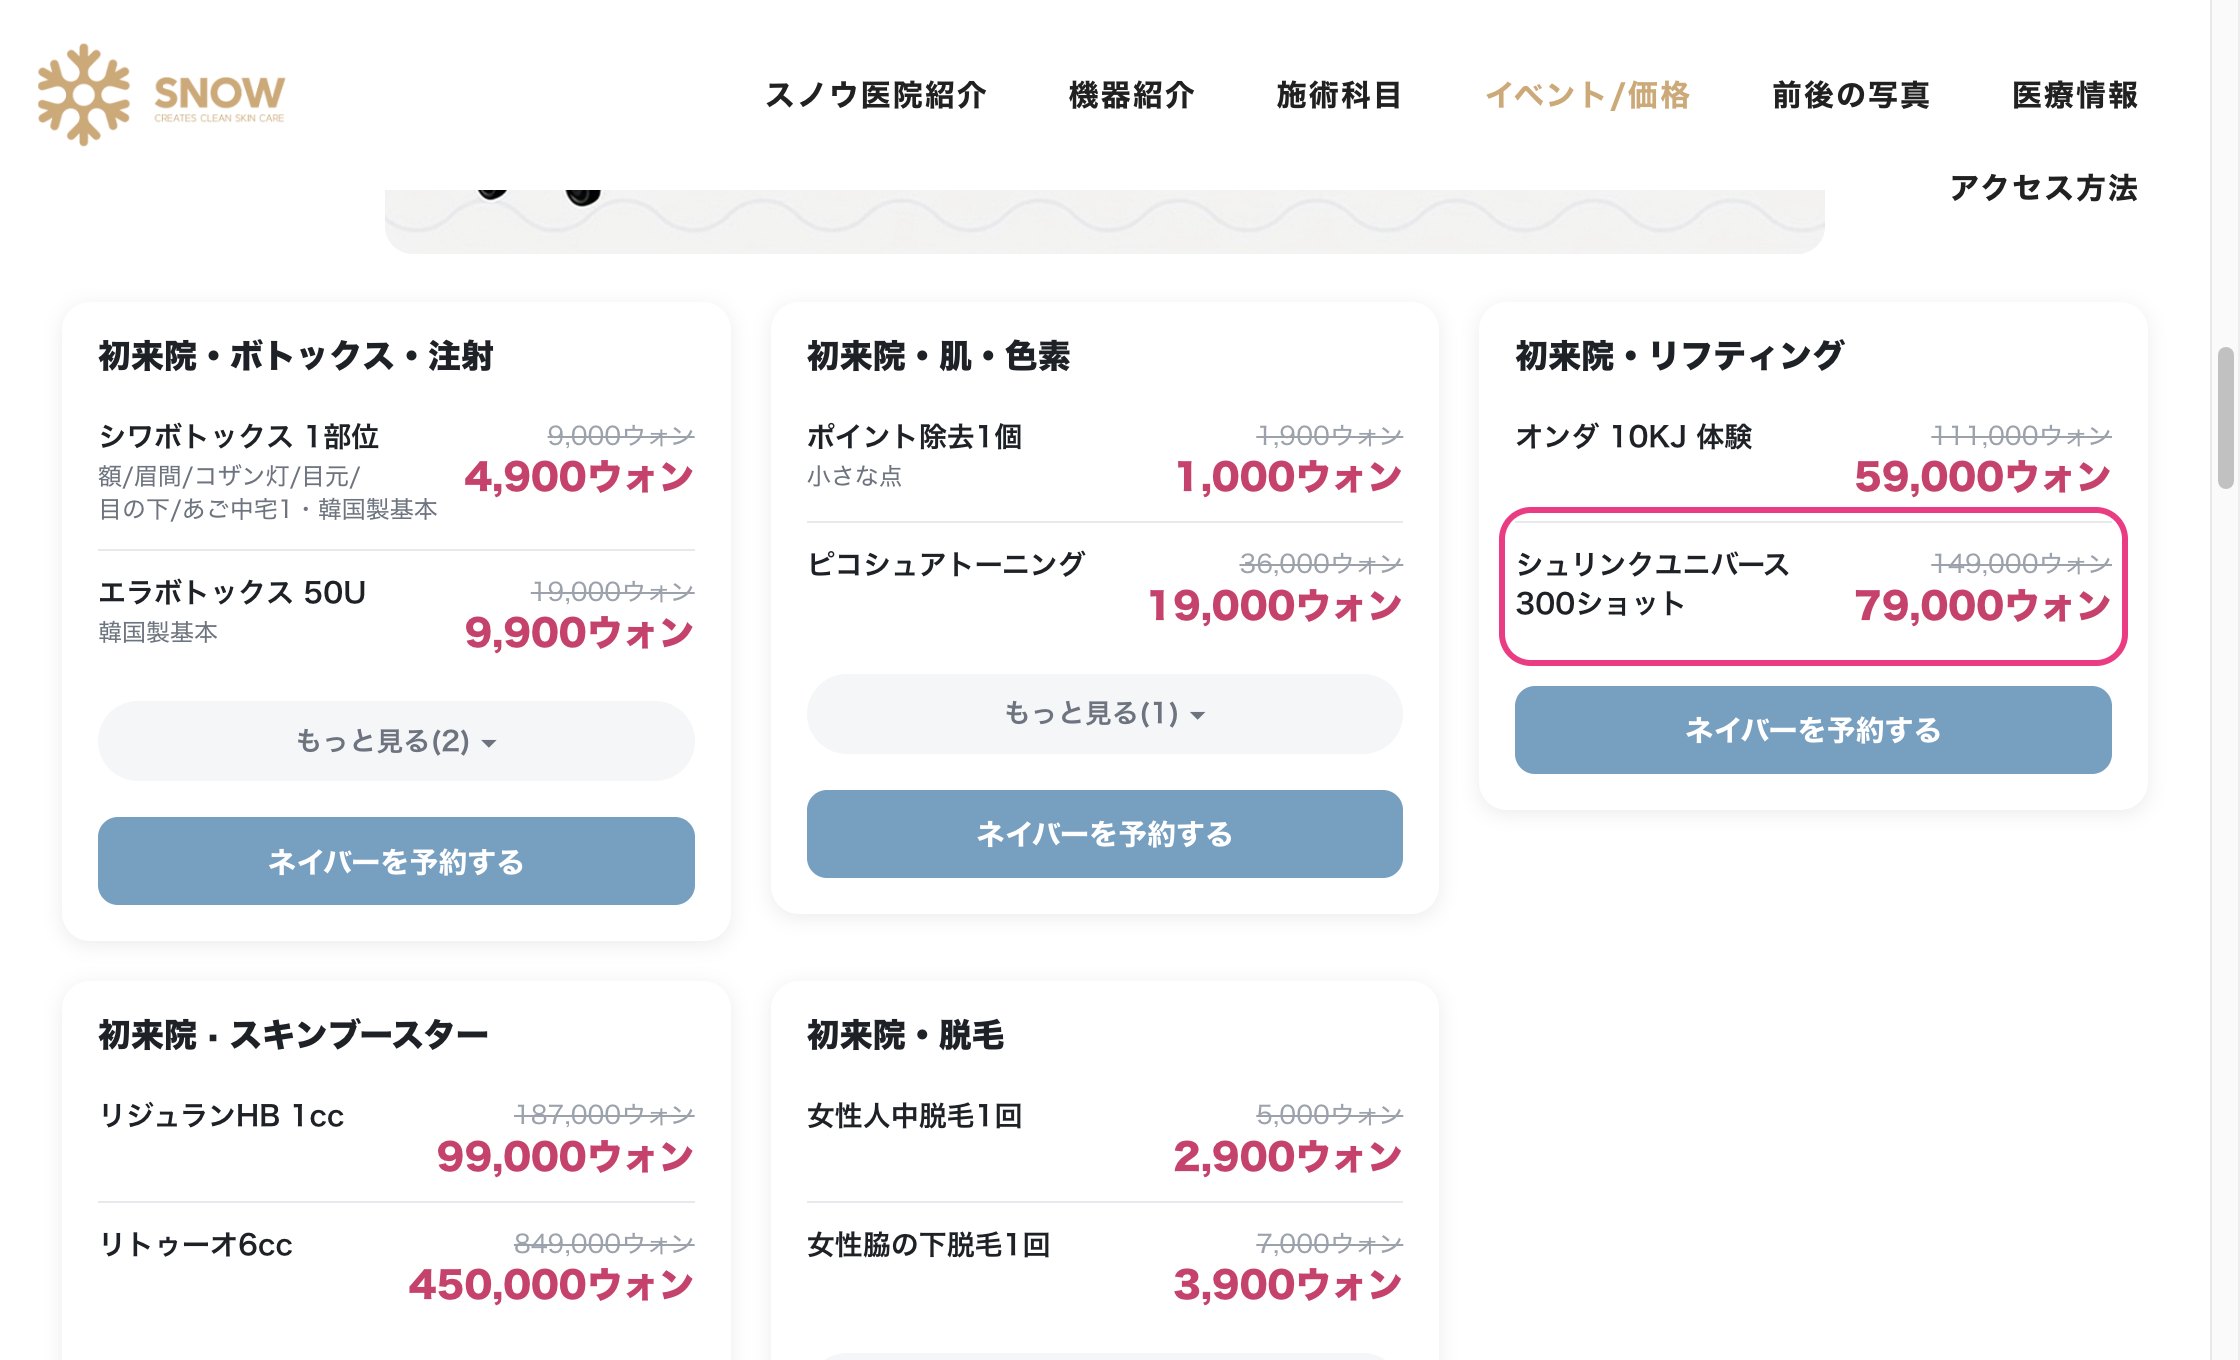 SNOW
CREATES CLEAN SKIN CARE
スノウ医院紹介
機器紹介
施術科目
イベント/価格
前後の写真
医療情報
アクセス方法
初来院・ボトックス・注射
シワボトックス 1部位
9,000ウォン
額/眉間/コザン灯/目元/
目の下/あご中宅1・韓国製基本
4,900ウォン
エラボトックス 50U
19,000ウォン
韓国製基本
9,900ウォン
もっと見る(2)
ネイバーを予約する
初来院・肌・色素
ポイント除去1個
1,900ウォン
小さな点
1,000ウォン
ピコシュアトーニング
36,000ウォン
19,000ウォン
もっと見る(1)
ネイバーを予約する
初来院・リフティング
オンダ 10KJ 体験
111,000ウォン
59,000ウォン
シュリンクユニバース
149,000ウォン
300ショット
79,000ウォン
ネイバーを予約する
初来院 · スキンブースター
リジュランHB 1cc
187,000ウォン
99,000ウォン
リトゥーオ6cc
849,000ウォン
450,000ウォン
初来院・脱毛
女性人中脱毛1回
5,000ウォン
2,900ウォン
女性脇の下脱毛1回
7,000ウォン
3,900ウォン